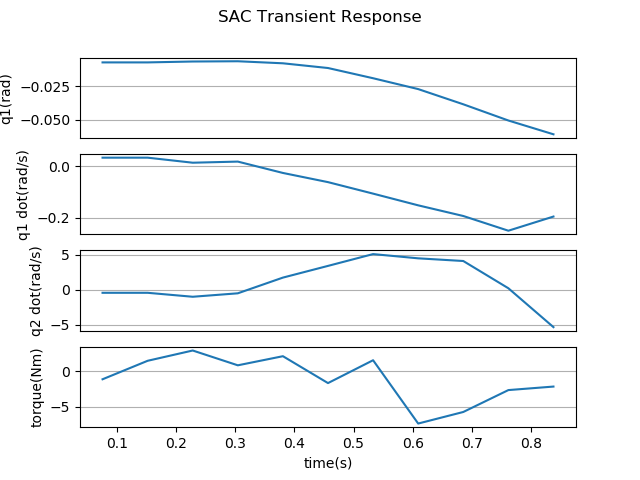 SAC Transient Response
q1(rad)
−0.025
−0.050
q1 dot(rad/s)
0.0
−0.2
q2 dot(rad/s)
5
0
−5
torque(Nm)
0
−5
0.1 0.2 0.3 0.4 0.5 0.6 0.7 0.8
time(s)